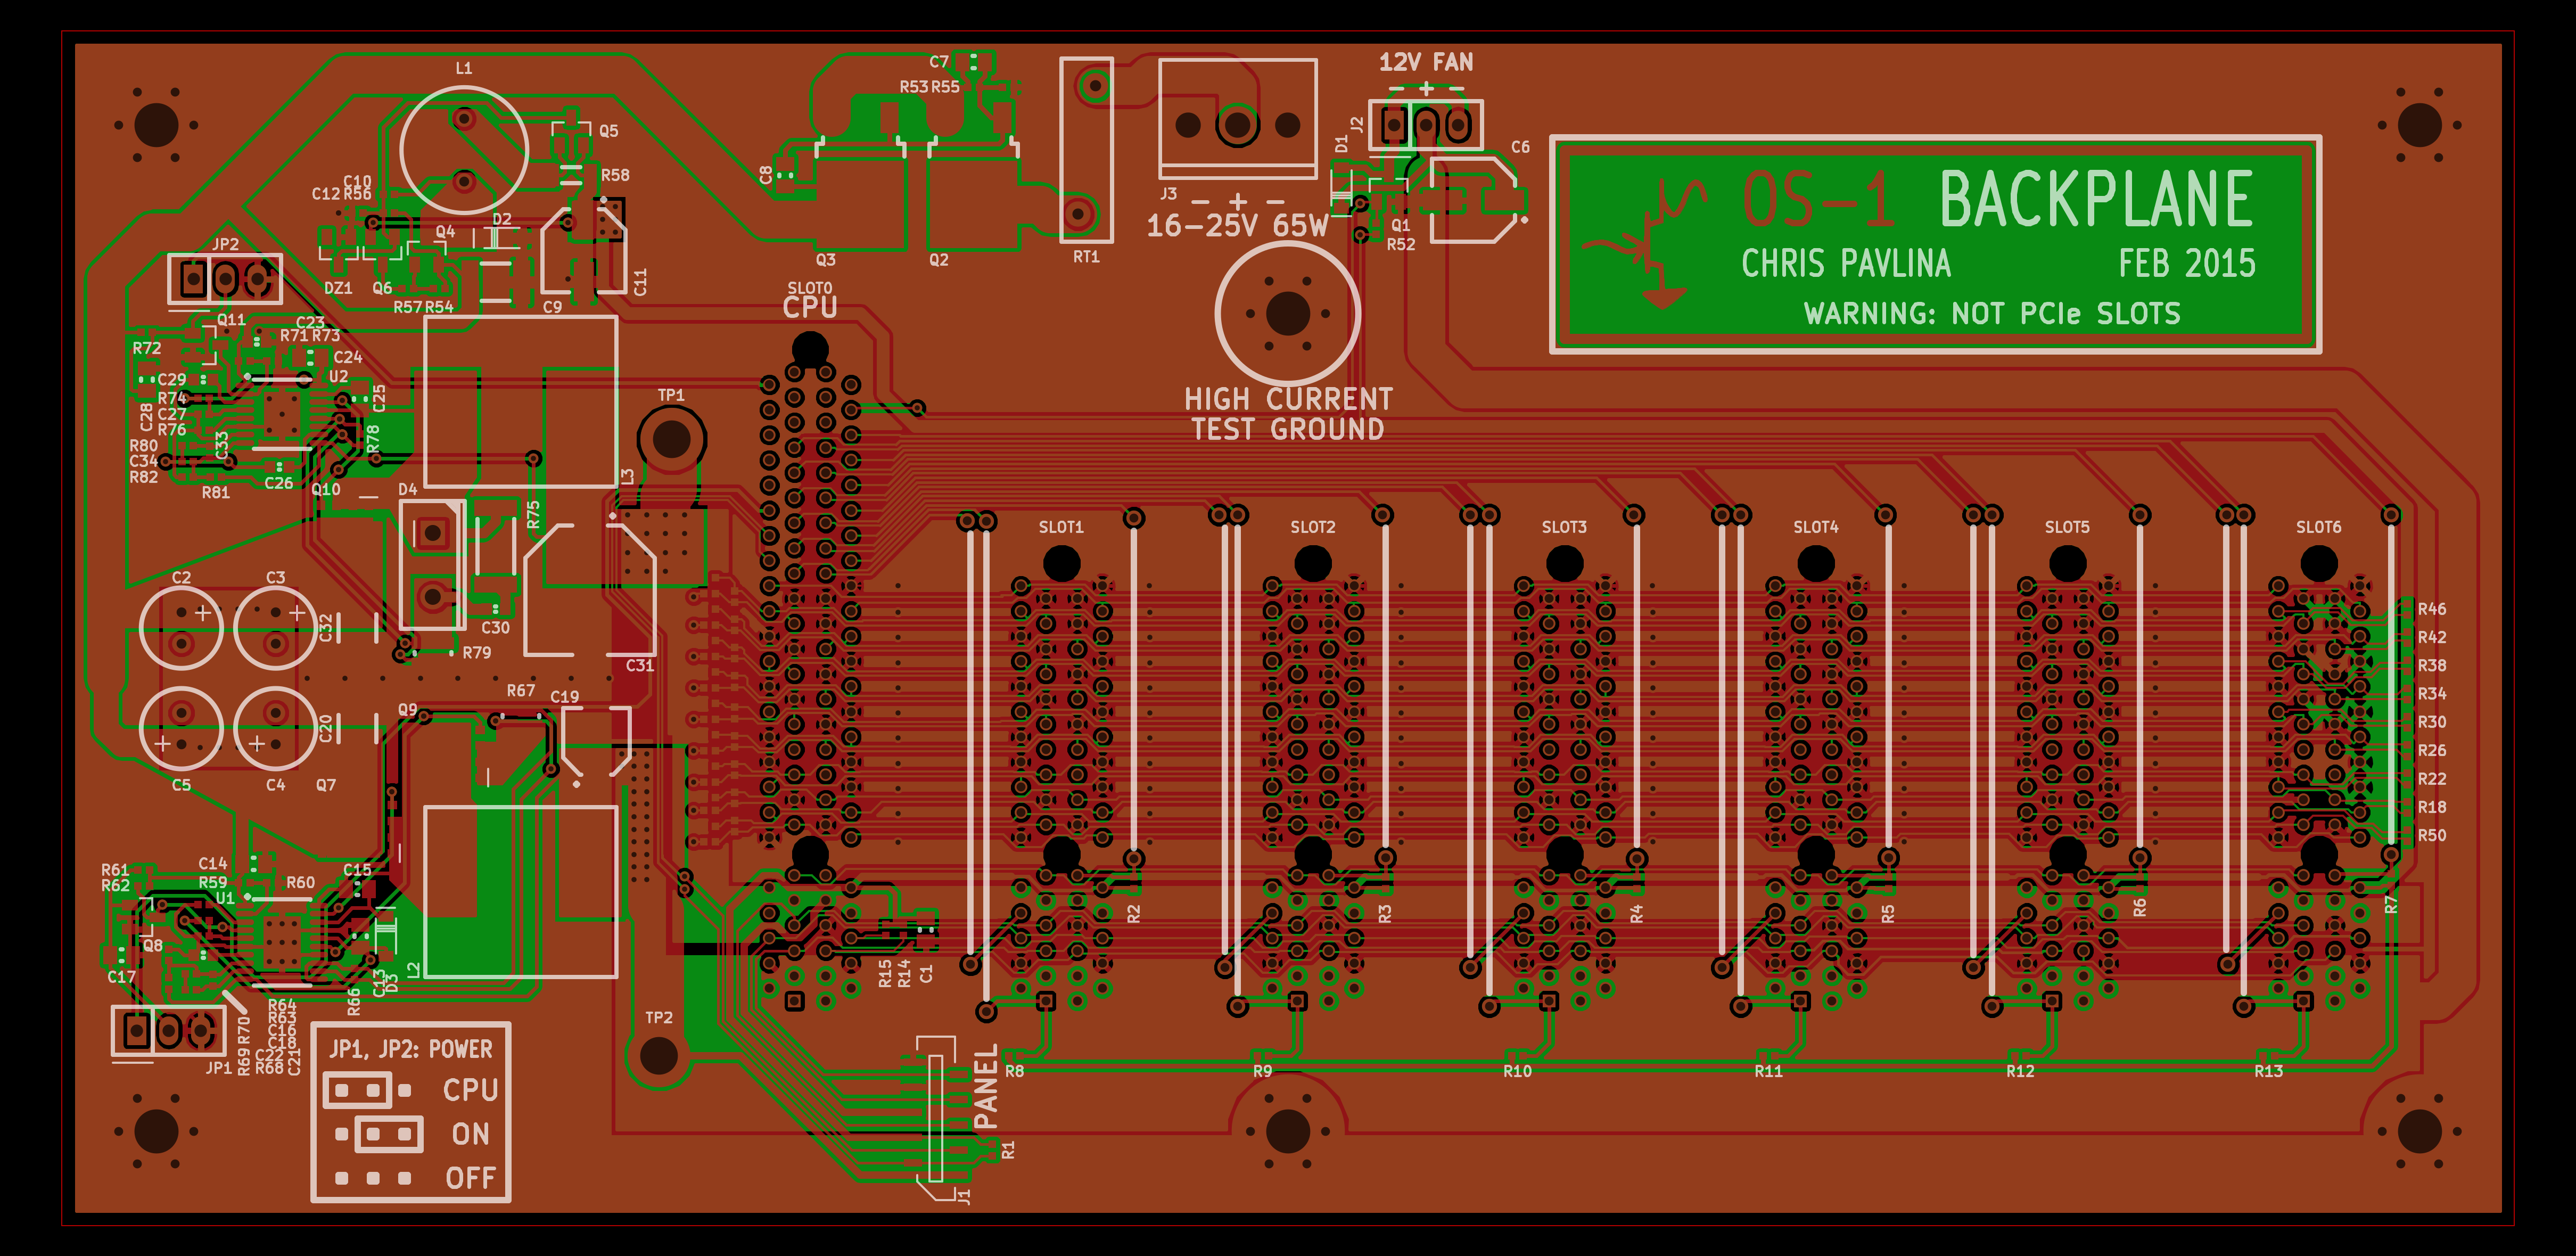 L1
C7
R53 R55
12V FAN
- + -
J2
D1
Q5
C8
C6
R58
C10
C12 R56
J3
- + -
16-25V 65W
OS-1 BACKPLANE
CHRIS PAVLINA FEB 2015
WARNING: NOT PCIe SLOTS
D2
Q4
Q1
R52
JP2
RT1
Q3
Q2
C11
DZ1 Q6
SLOT0
CPU
R57 R54
C9
Q11
C23
R71 R73
R72
C24
C29
U2
R74
C25
C27
C28
R76
R78
R80
C33
C34
R82
C26
R81
Q10
D4
L3
TP1
HIGH CURRENT
TEST GROUND
R75
SLOT1
SLOT2
SLOT3
SLOT4
SLOT5
SLOT6
C2
C3
+
+
C32
C30
R79
C31
R46
R42
R38
R34
R30
R26
R22
R18
R50
R67
C19
Q9
C20
+
+
C5
C4
Q7
R61
R62
C14
R59
R60
C15
U1
Q8
C17
C13
D3
L2
R66
R64
R63
C16
C18
C22
R70
R69
R68
C21
JP1
R15
R14
C1
R2
R3
R4
R5
R6
R7
TP2
JP1, JP2: POWER
CPU
ON
OFF
PANEL
J1
R1
R8
R9
R10
R11
R12
R13